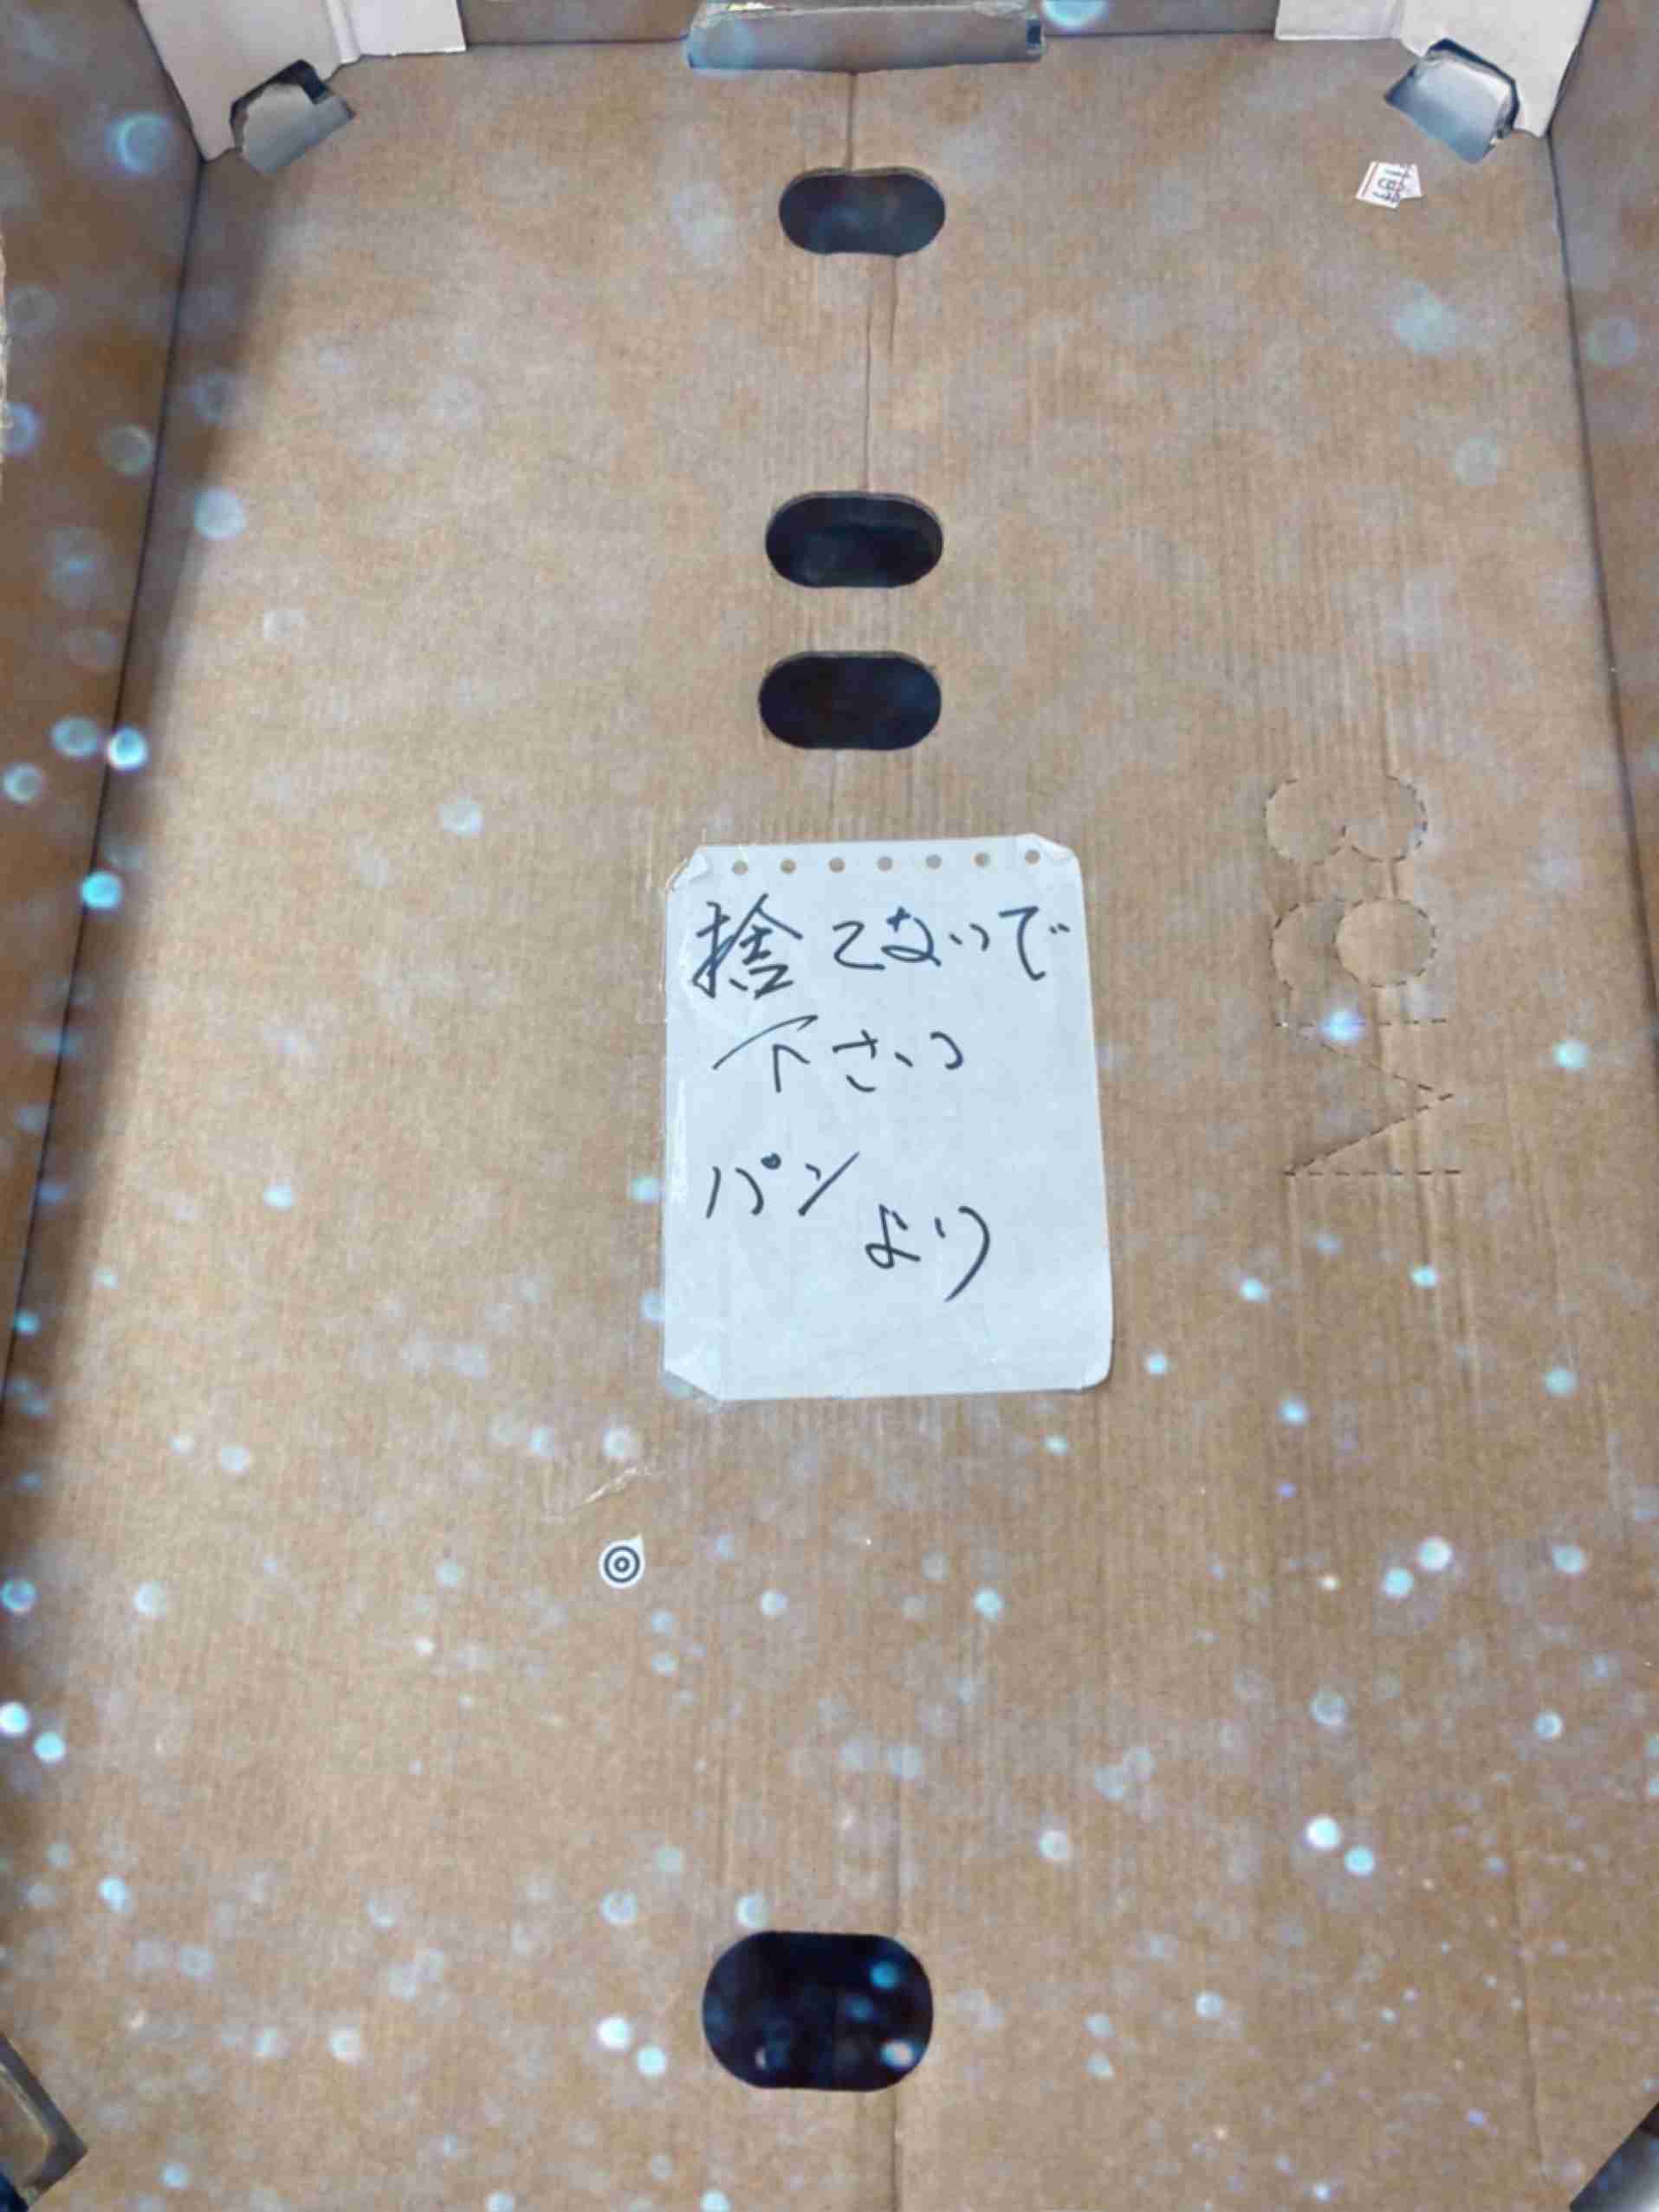 捨てないで
下さい
パン
より